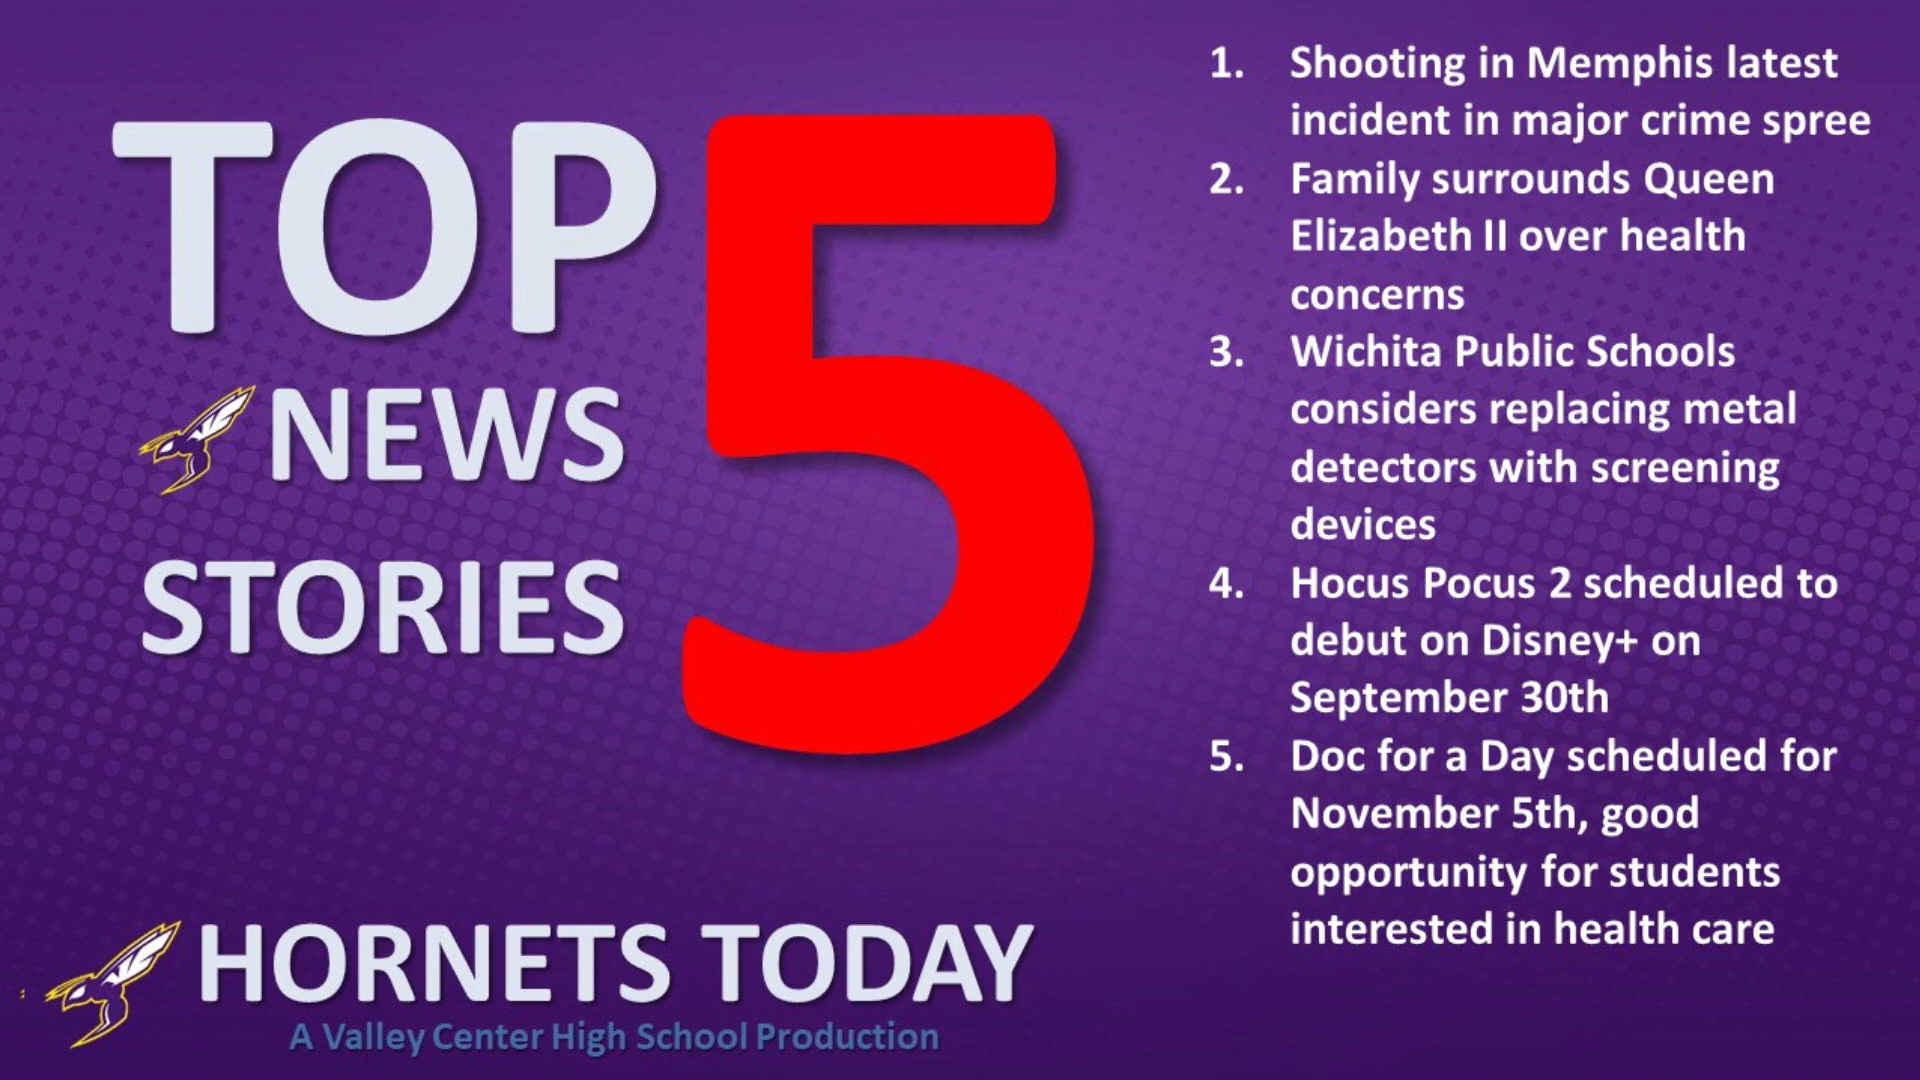 TOP 5
NEWS
STORIES
HORNETS TODAY
A Valley Center High School Production
1. Shooting in Memphis latest
incident in major crime spree
2. Family surrounds Queen
Elizabeth II over health
concerns
3. Wichita Public Schools
considers replacing metal
detectors with screening
devices
4. Hocus Pocus 2 scheduled to
debut on Disney+ on
September 30th
5. Doc for a Day scheduled for
November 5th, good
opportunity for students
interested in health care